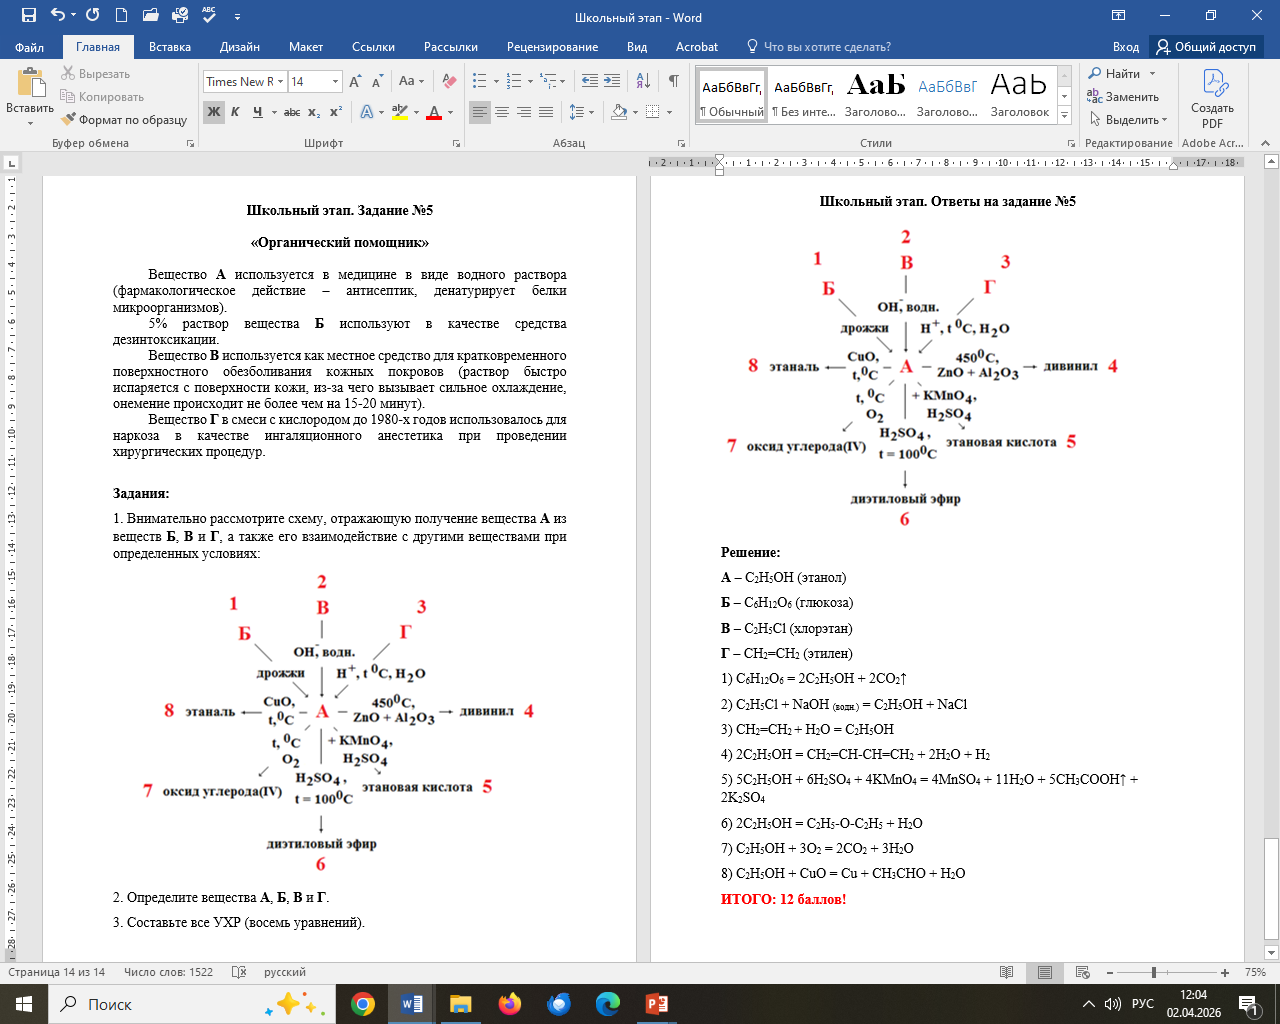 Школьный этап - Word
Файл Главная Вставка Дизайн Макет Ссылки Рассылки Рецензирование Вид Acrobat Что вы хотите сделать? Вход Общий доступ
Вставить
Вырезать
Копировать
Формат по образцу
Буфер обмена
Times New R 14
Ж К Ч abc x₂ x²
Шрифт
Абзац
АаБбВвГг, АаБбВвГг, АаБ АаБбВвГ АаЬ
¶ Обычный ¶ Без инте... Заголово... Заголово... Заголовок
Стили
Найти
Заменить
Выделить
Редактирование
Создать PDF
Adobe Acr...
Школьный этап. Задание №5
«Органический помощник»
Вещество А используется в медицине в виде водного раствора
(фармакологическое действие – антисептик, денатурирует белки
микроорганизмов).
5% раствор вещества Б используют в качестве средства
дезинтоксикации.
Вещество В используется как местное средство для кратковременного
поверхностного обезболивания кожных покровов (раствор быстро
испаряется с поверхности кожи, из-за чего вызывает сильное охлаждение,
онемение происходит не более чем на 15-20 минут).
Вещество Г в смеси с кислородом до 1980-х годов использовалось для
наркоза в качестве ингаляционного анестетика при проведении
хирургических процедур.
Задания:
1. Внимательно рассмотрите схему, отражающую получение вещества А из
веществ Б, В и Г, а также его взаимодействие с другими веществами при
определенных условиях:
2
1 В 3
Б Г
OH⁻, водн.
дрожжи H⁺, t ⁰C, H₂O
8 этаналь CuO, t,⁰C А 450⁰C, ZnO + Al₂O₃ дивинил 4
t, ⁰C O₂ + KMnO₄, H₂SO₄
7 оксид углерода(IV) H₂SO₄, t = 100⁰C этановая кислота 5
диэтиловый эфир
6
2. Определите вещества А, Б, В и Г.
3. Составьте все УХР (восемь уравнений).
Школьный этап. Ответы на задание №5
2
1 В 3
Б Г
OH⁻, водн.
дрожжи H⁺, t ⁰C, H₂O
8 этаналь CuO, t,⁰C А 450⁰C, ZnO + Al₂O₃ дивинил 4
t, ⁰C O₂ + KMnO₄, H₂SO₄
7 оксид углерода(IV) H₂SO₄, t = 100⁰C этановая кислота 5
диэтиловый эфир
6
Решение:
А – C₂H₅OH (этанол)
Б – C₆H₁₂O₆ (глюкоза)
В – C₂H₅Cl (хлорэтан)
Г – CH₂=CH₂ (этилен)
1) C₆H₁₂O₆ = 2C₂H₅OH + 2CO₂↑
2) C₂H₅Cl + NaOH (водн.) = C₂H₅OH + NaCl
3) CH₂=CH₂ + H₂O = C₂H₅OH
4) 2C₂H₅OH = CH₂=CH-CH=CH₂ + 2H₂O + H₂
5) 5C₂H₅OH + 6H₂SO₄ + 4KMnO₄ = 4MnSO₄ + 11H₂O + 5CH₃COOH↑ +
2K₂SO₄
6) 2C₂H₅OH = C₂H₅-O-C₂H₅ + H₂O
7) C₂H₅OH + 3O₂ = 2CO₂ + 3H₂O
8) C₂H₅OH + CuO = Cu + CH₃CHO + H₂O
ИТОГО: 12 баллов!
Страница 14 из 14 Число слов: 1522 русский 75%
Поиск РУС 12:04
02.04.2026